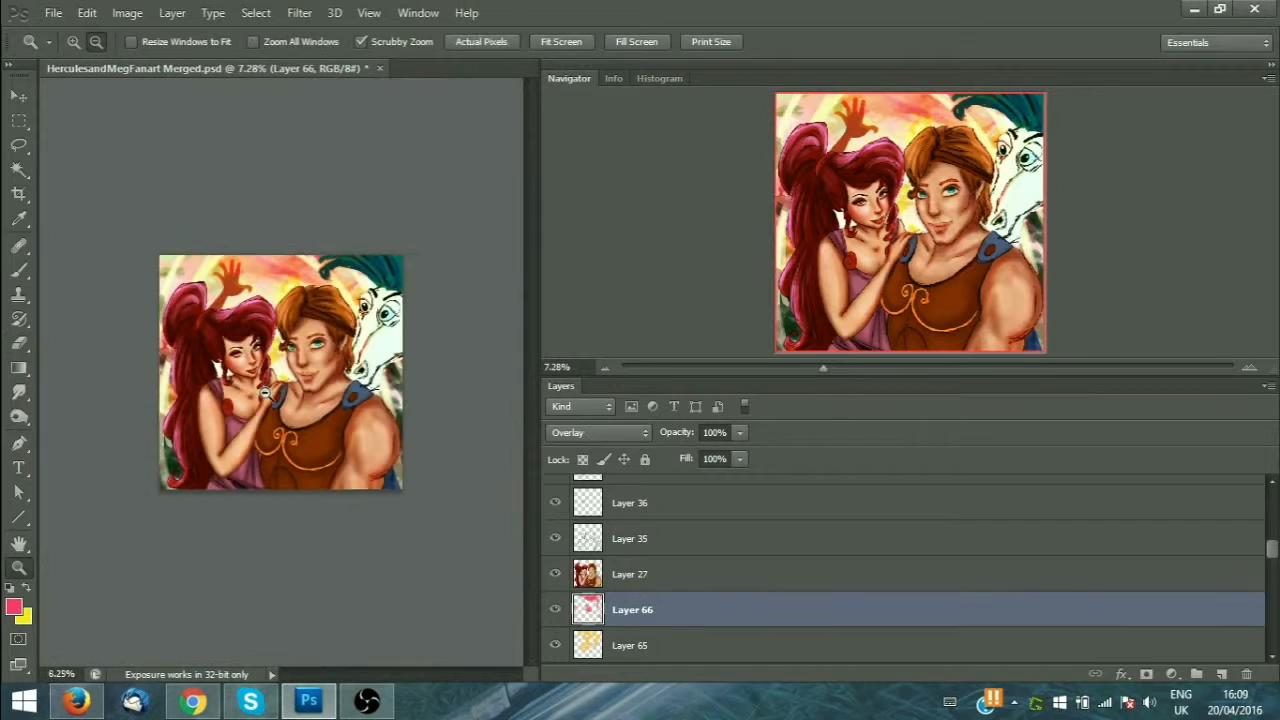 Ps File Edit Image Layer Type Select Filter 3D View Window Help
Resize Windows to Fit Zoom All Windows Scrubby Zoom Actual Pixels Fit Screen Fill Screen Print Size Essentials
HerculesandMegFanart Merged.psd @ 7.28% (Layer 66, RGB/8#) *
Navigator Info Histogram
7.28%
Layers
Kind
Overlay Opacity: 100%
Lock: Fill: 100%
Layer 36
Layer 35
Layer 27
Layer 66
Layer 65
6.25% Exposure works in 32-bit only
Ps
ENG 16:09
UK 20/04/2016